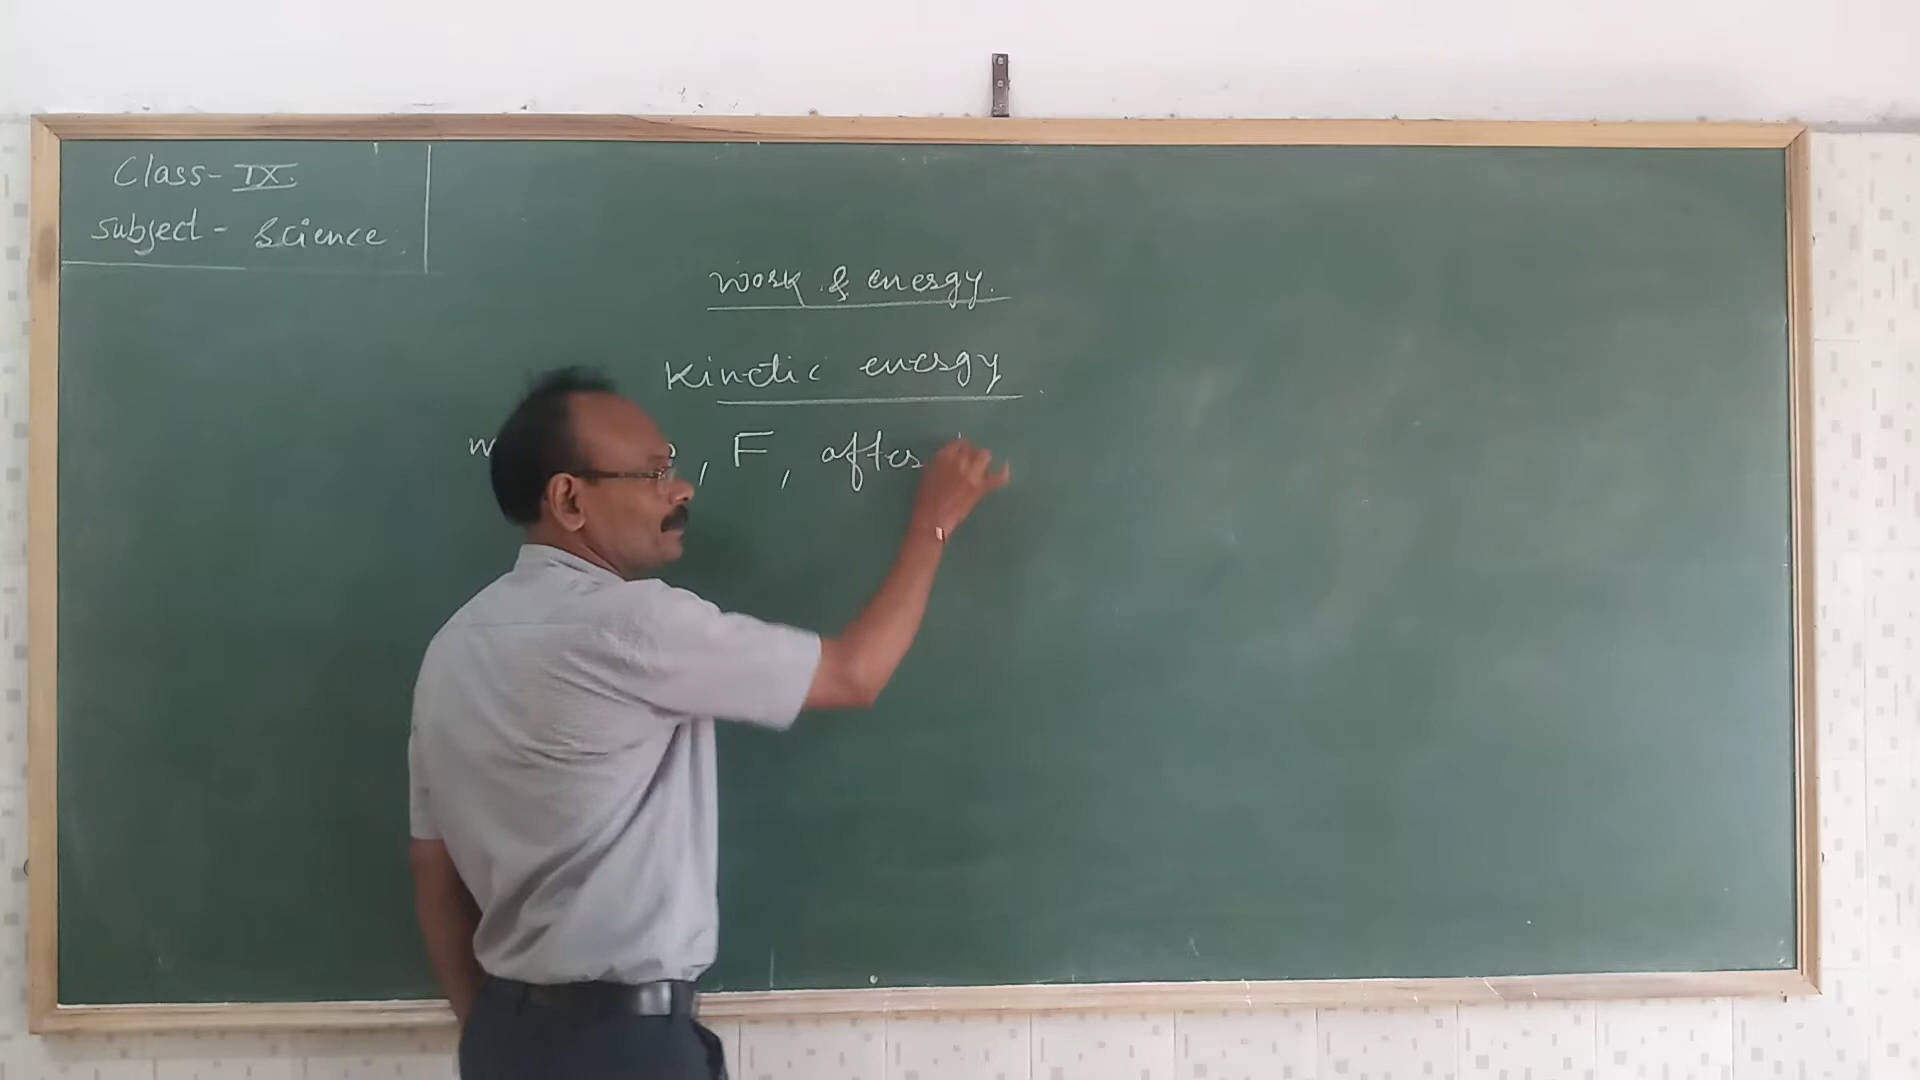 Class- IX.
Subject- Science.
Work & energy.
Kinetic energy
, F, after